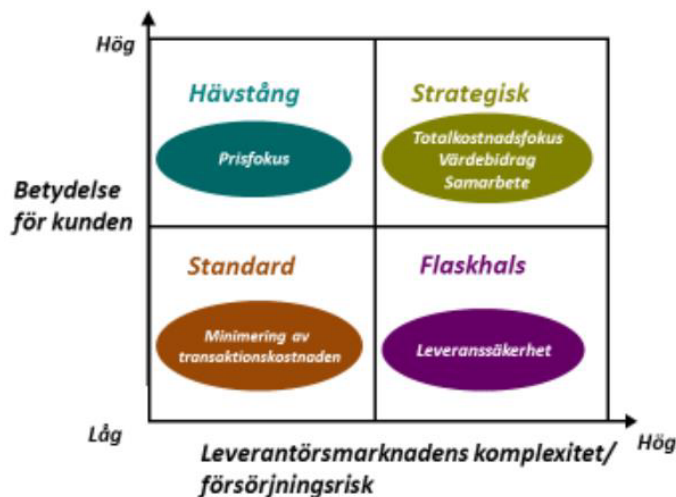 Hög
Hävstång
Strategisk
Prisfokus
Totalkostnadsfokus
Värdebidrag
Samarbete
Betydelse
för kunden
Standard
Flaskhals
Minimering av
transaktionskostnaden
Leveranssäkerhet
Låg
Leverantörsmarknadens komplexitet/
försörjningsrisk
Hög